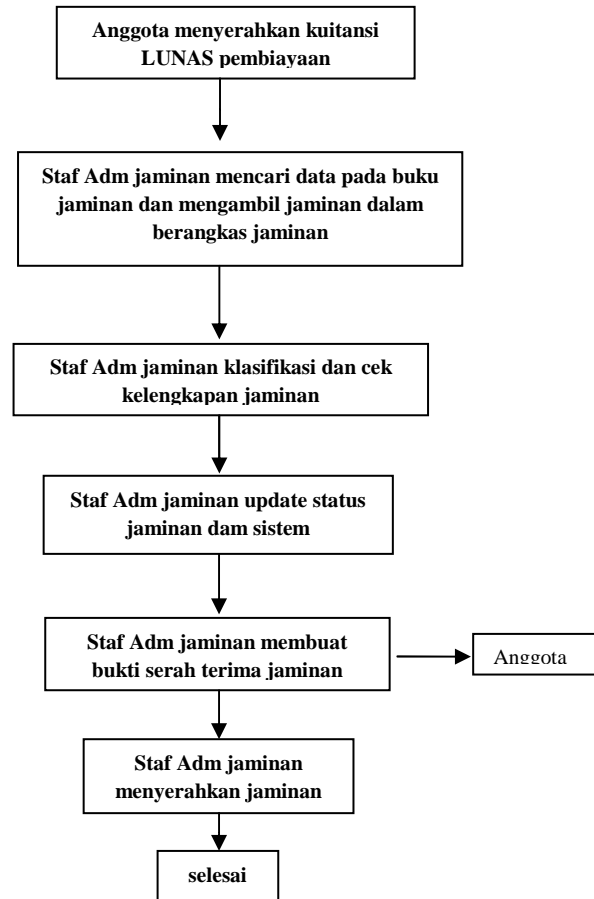 Anggota menyerahkan kuitansi
LUNAS pembiayaan
Staf Adm jaminan mencari data pada buku
jaminan dan mengambil jaminan dalam
berangkas jaminan
Staf Adm jaminan klasifikasi dan cek
kelengkapan jaminan
Staf Adm jaminan update status
jaminan dam sistem
Staf Adm jaminan membuat
bukti serah terima jaminan
Anggota
Staf Adm jaminan
menyerahkan jaminan
selesai